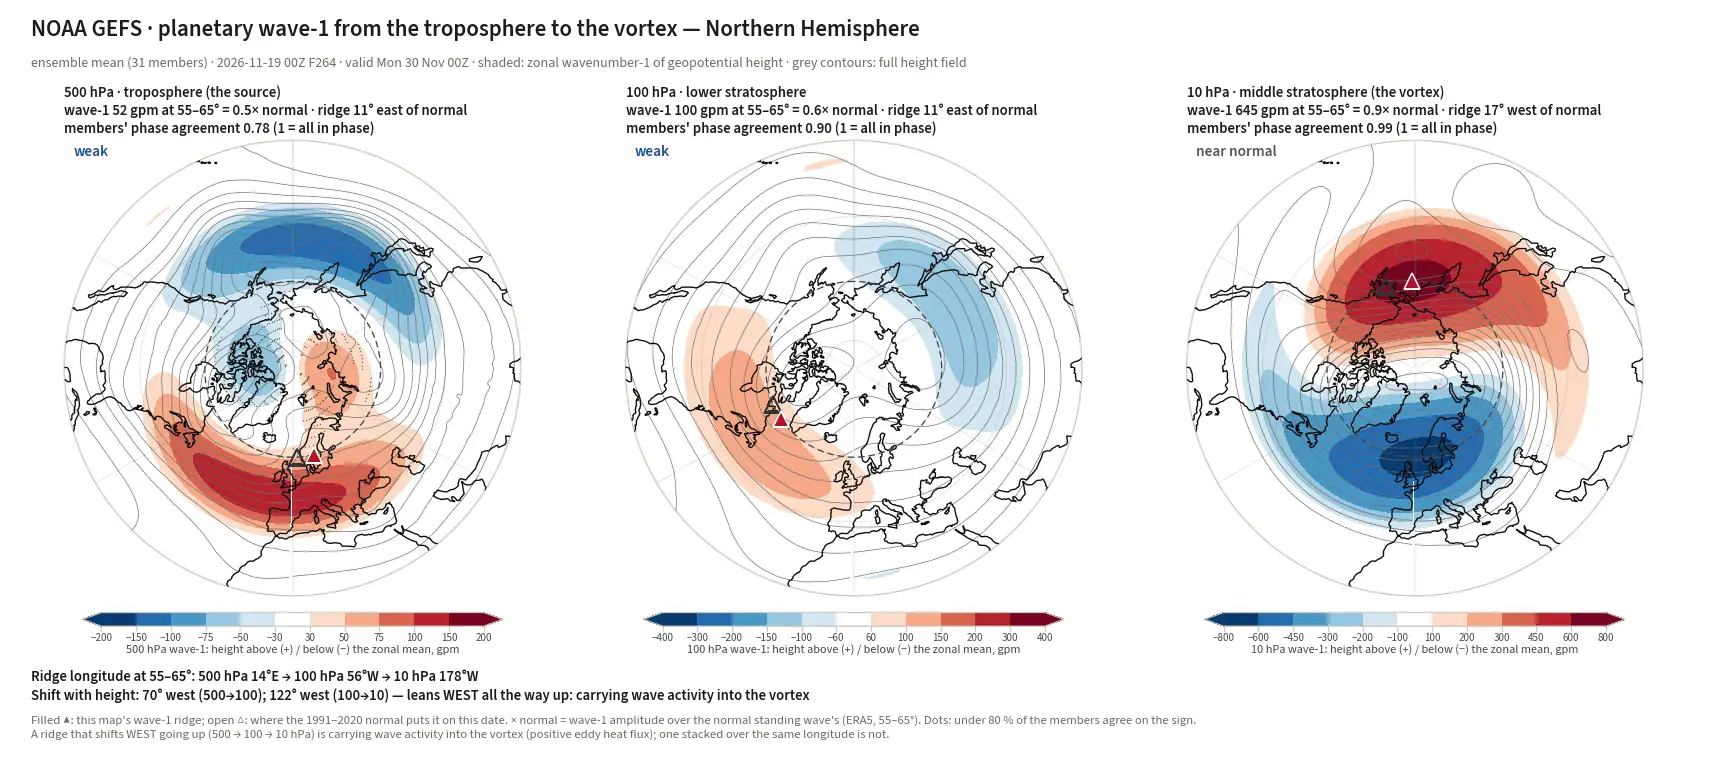 NOAA GEFS · planetary wave-1 from the troposphere to the vortex — Northern Hemisphere
ensemble mean (31 members) · 2026-11-19 00Z F264 · valid Mon 30 Nov 00Z · shaded: zonal wavenumber-1 of geopotential height · grey contours: full height field
500 hPa · troposphere (the source)
wave-1 52 gpm at 55–65° = 0.5× normal · ridge 11° east of normal
members' phase agreement 0.78 (1 = all in phase)
weak
100 hPa · lower stratosphere
wave-1 100 gpm at 55–65° = 0.6× normal · ridge 11° east of normal
members' phase agreement 0.90 (1 = all in phase)
weak
10 hPa · middle stratosphere (the vortex)
wave-1 645 gpm at 55–65° = 0.9× normal · ridge 17° west of normal
members' phase agreement 0.99 (1 = all in phase)
near normal
−200 −150 −100 −75 −50 −30 30 50 75 100 150 200
500 hPa wave-1: height above (+) / below (−) the zonal mean, gpm
−400 −300 −200 −150 −100 −60 60 100 150 200 300 400
100 hPa wave-1: height above (+) / below (−) the zonal mean, gpm
−800 −600 −450 −300 −200 −100 100 200 300 450 600 800
10 hPa wave-1: height above (+) / below (−) the zonal mean, gpm
Ridge longitude at 55–65°: 500 hPa 14°E → 100 hPa 56°W → 10 hPa 178°W
Shift with height: 70° west (500→100); 122° west (100→10) — leans WEST all the way up: carrying wave activity into the vortex
Filled ▲: this map's wave-1 ridge; open △: where the 1991–2020 normal puts it on this date. × normal = wave-1 amplitude over the normal standing wave's (ERA5, 55–65°). Dots: under 80 % of the members agree on the sign.
A ridge that shifts WEST going up (500 → 100 → 10 hPa) is carrying wave activity into the vortex (positive eddy heat flux); one stacked over the same longitude is not.